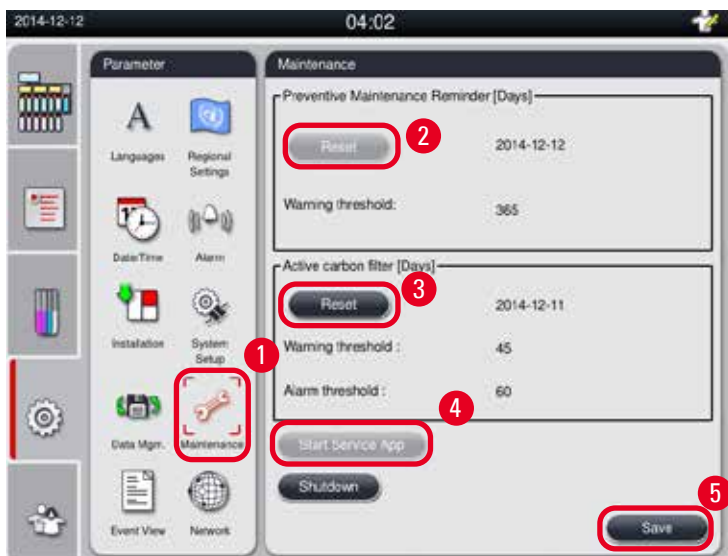 2014-12-12
04:02
Parameter
A
Languages
Regional Settings
Date/Time
Alarm
Installation
System Setup
Data Mgm.
Maintenance
Event View
Network
1
Maintenance
Preventive Maintenance Reminder [Days]
Reset
2
2014-12-12
Warning threshold:
365
Active carbon filter [Days]
Reset
3
2014-12-11
Warning threshold :
45
Alarm threshold :
60
4
Start Service App
Shutdown
5
Save